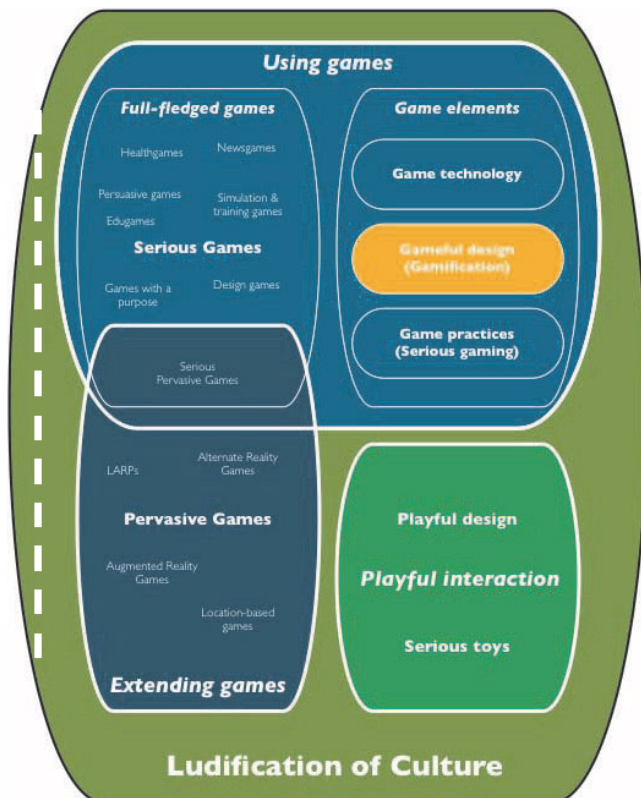 Using games
Full-fledged games
Healthgames
Newsgames
Persuasive games
Simulation &
training games
Edugames
Serious Games
Games with a
purpose
Design games
Game elements
Game technology
Gameful design
(Gamification)
Game practices
(Serious gaming)
Serious
Pervasive Games
LARPs
Alternate Reality
Games
Pervasive Games
Augmented Reality
Games
Location-based
games
Extending games
Playful design
Playful interaction
Serious toys
Ludification of Culture